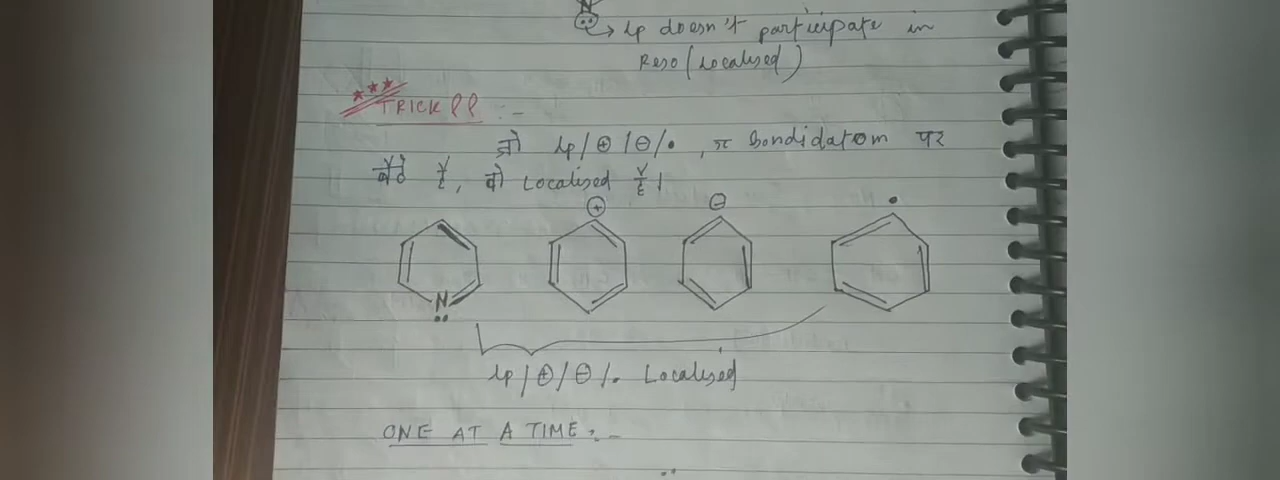 N
lp doesn't participate in
Reso (Localised)
TRICK !! :-
जो lp/⊕/⊖/•, π bondidatom पर
बैठे हैं, वो Localised हैं।
⊕ ⊖ •
N
lp/⊕/⊖/• Localised
ONE AT A TIME :-